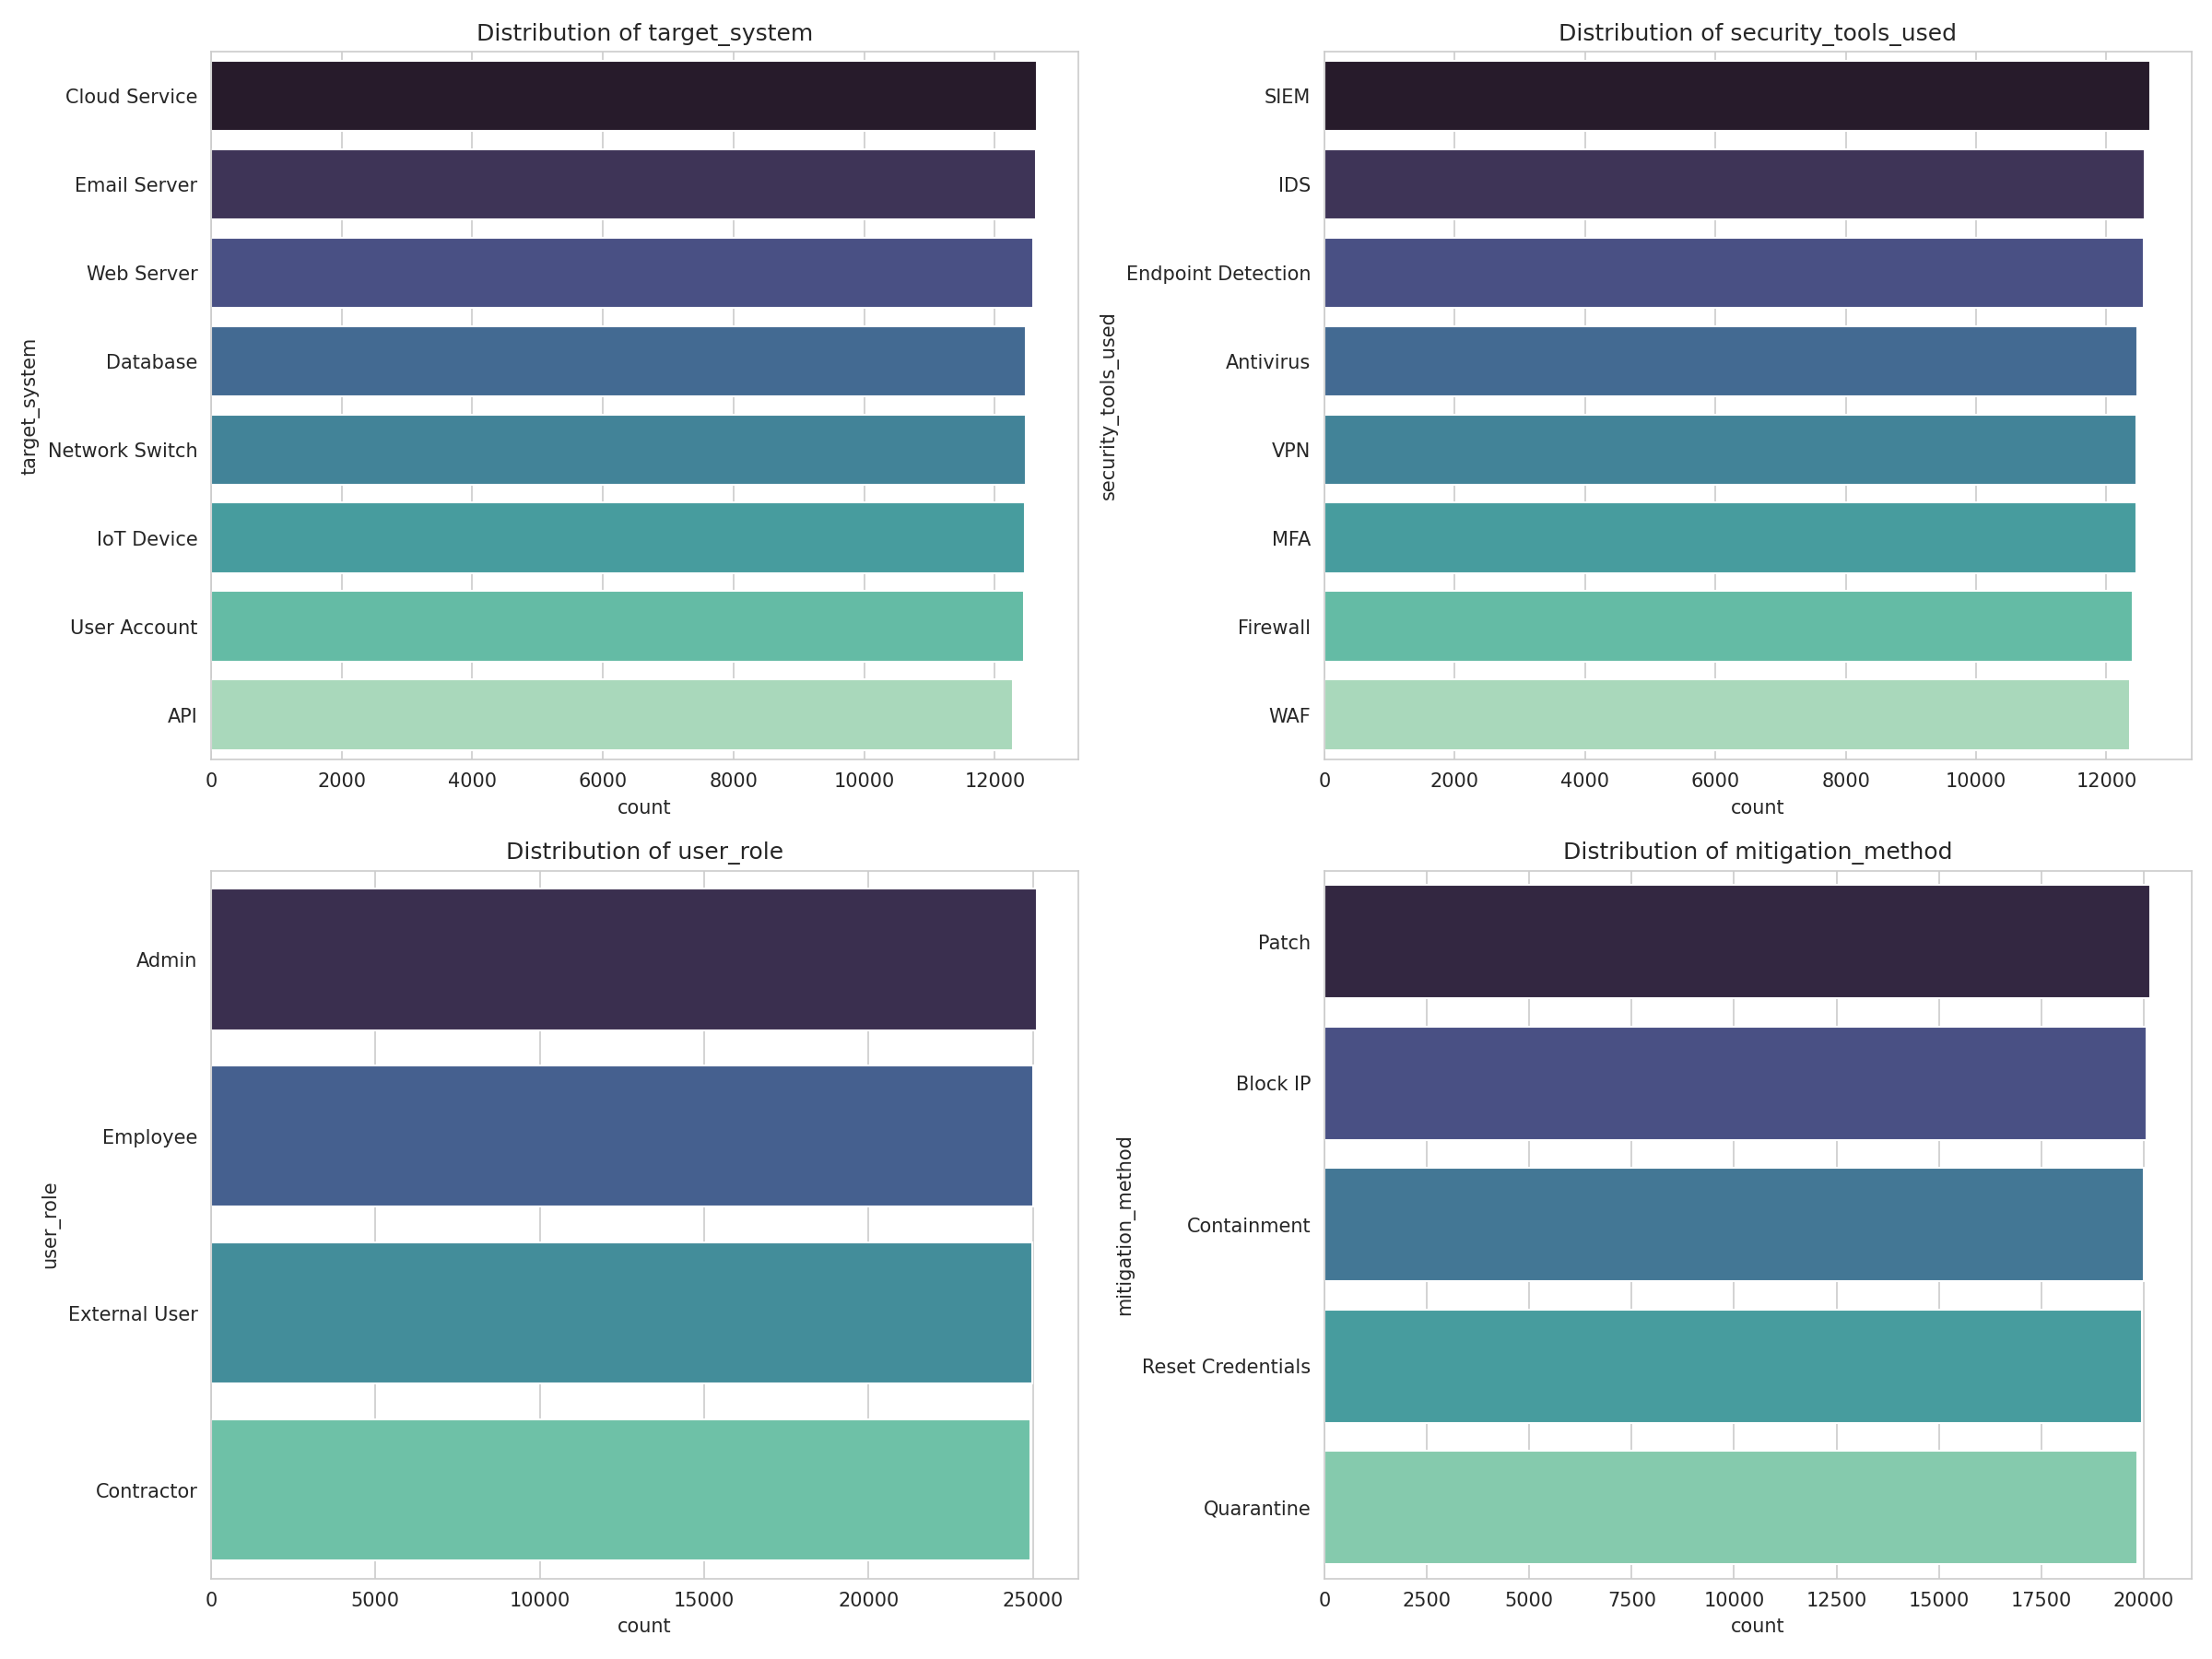 Distribution of target_system
target_system
Cloud Service
Email Server
Web Server
Database
Network Switch
IoT Device
User Account
API
0 2000 4000 6000 8000 10000 12000
count
Distribution of security_tools_used
security_tools_used
SIEM
IDS
Endpoint Detection
Antivirus
VPN
MFA
Firewall
WAF
0 2000 4000 6000 8000 10000 12000
count
Distribution of user_role
user_role
Admin
Employee
External User
Contractor
0 5000 10000 15000 20000 25000
count
Distribution of mitigation_method
mitigation_method
Patch
Block IP
Containment
Reset Credentials
Quarantine
0 2500 5000 7500 10000 12500 15000 17500 20000
count